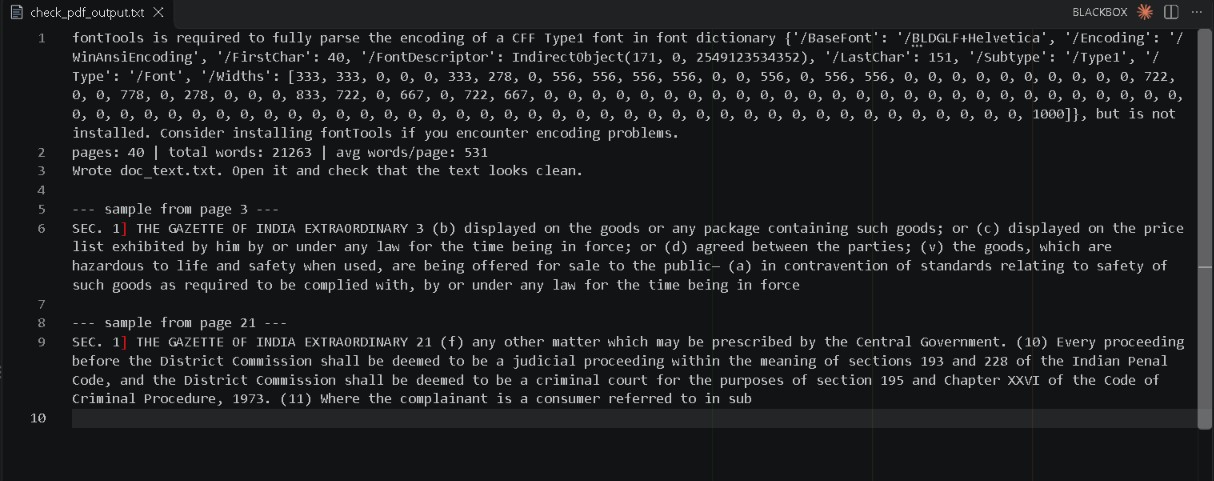 check_pdf_output.txt
BLACKBOX
1 fontTools is required to fully parse the encoding of a CFF Type1 font in font dictionary {'/BaseFont': '/BLDGLF+Helvetica', '/Encoding': '/
WinAnsiEncoding', '/FirstChar': 40, '/FontDescriptor': IndirectObject(171, 0, 2549123534352), '/LastChar': 151, '/Subtype': '/Type1', '/
Type': '/Font', '/Widths': [333, 333, 0, 0, 0, 333, 278, 0, 556, 556, 556, 556, 0, 0, 556, 0, 556, 556, 0, 0, 0, 0, 0, 0, 0, 0, 0, 0, 722,
0, 0, 778, 0, 278, 0, 0, 0, 833, 722, 0, 667, 0, 722, 667, 0, 0, 0, 0, 0, 0, 0, 0, 0, 0, 0, 0, 0, 0, 0, 0, 0, 0, 0, 0, 0, 0, 0, 0, 0, 0,
0, 0, 0, 0, 0, 0, 0, 0, 0, 0, 0, 0, 0, 0, 0, 0, 0, 0, 0, 0, 0, 0, 0, 0, 0, 0, 0, 0, 0, 0, 0, 0, 0, 0, 0, 0, 0, 0, 0, 0, 1000]}, but is not
installed. Consider installing fontTools if you encounter encoding problems.
2 pages: 40 | total words: 21263 | avg words/page: 531
3 Wrote doc_text.txt. Open it and check that the text looks clean.
4
5 --- sample from page 3 ---
6 SEC. 1] THE GAZETTE OF INDIA EXTRAORDINARY 3 (b) displayed on the goods or any package containing such goods; or (c) displayed on the price
list exhibited by him by or under any law for the time being in force; or (d) agreed between the parties; (v) the goods, which are
hazardous to life and safety when used, are being offered for sale to the public— (a) in contravention of standards relating to safety of
such goods as required to be complied with, by or under any law for the time being in force
7
8 --- sample from page 21 ---
9 SEC. 1] THE GAZETTE OF INDIA EXTRAORDINARY 21 (f) any other matter which may be prescribed by the Central Government. (10) Every proceeding
before the District Commission shall be deemed to be a judicial proceeding within the meaning of sections 193 and 228 of the Indian Penal
Code, and the District Commission shall be deemed to be a criminal court for the purposes of section 195 and Chapter XXVI of the Code of
Criminal Procedure, 1973. (11) Where the complainant is a consumer referred to in sub
10